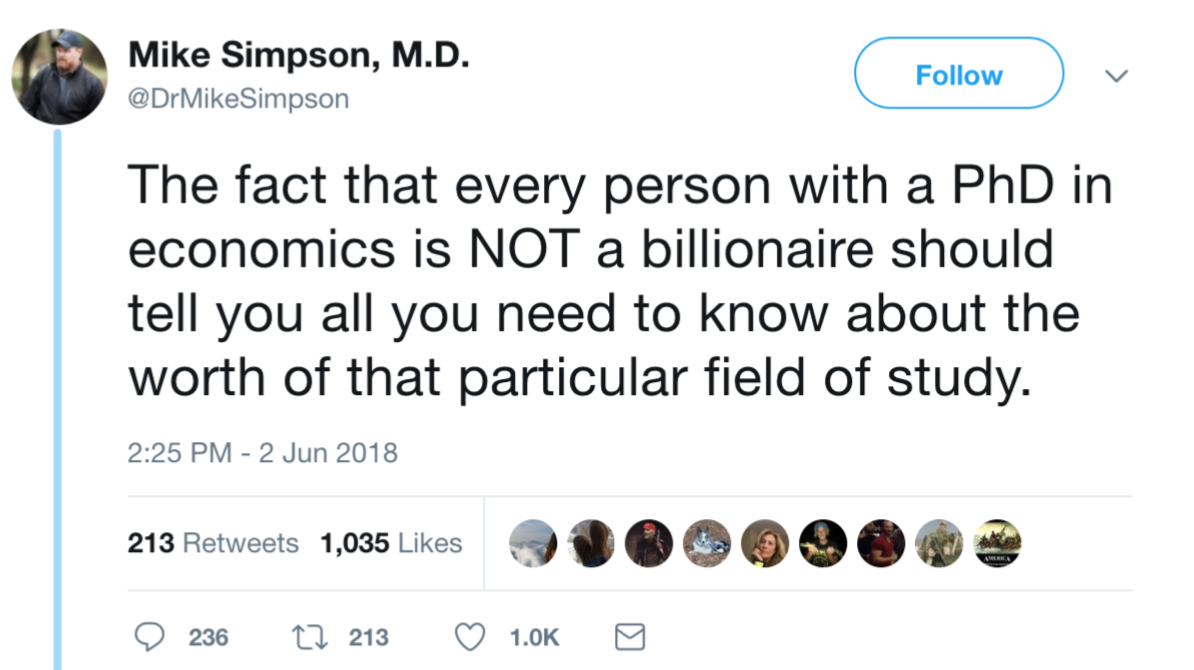 Mike Simpson, M.D.
@DrMikeSimpson
Follow
The fact that every person with a PhD in
economics is NOT a billionaire should
tell you all you need to know about the
worth of that particular field of study.
2:25 PM - 2 Jun 2018
213 Retweets 1,035 Likes
AMERICA
236 213 1.0K